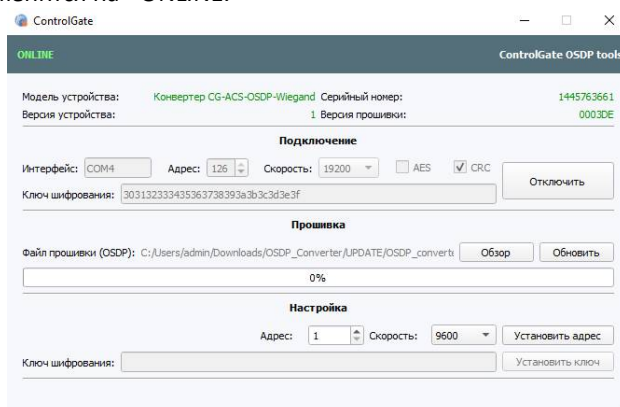 ControlGate
ONLINE ControlGate OSDP tools
Модель устройства: Конвертер CG-ACS-OSDP-Wiegand Серийный номер: 1445763661
Версия устройства: 1 Версия прошивки: 0003DE
Подключение
Интерфейс: COM4 Адрес: 126 Скорость: 19200 AES CRC Отключить
Ключ шифрования: 303132333435363738393a3b3c3d3e3f
Прошивка
Файл прошивки (OSDP): C:/Users/admin/Downloads/OSDP_Converter/UPDATE/OSDP_converte Обзор Обновить
0%
Настройка
Адрес: 1 Скорость: 9600 Установить адрес
Ключ шифрования: Установить ключ